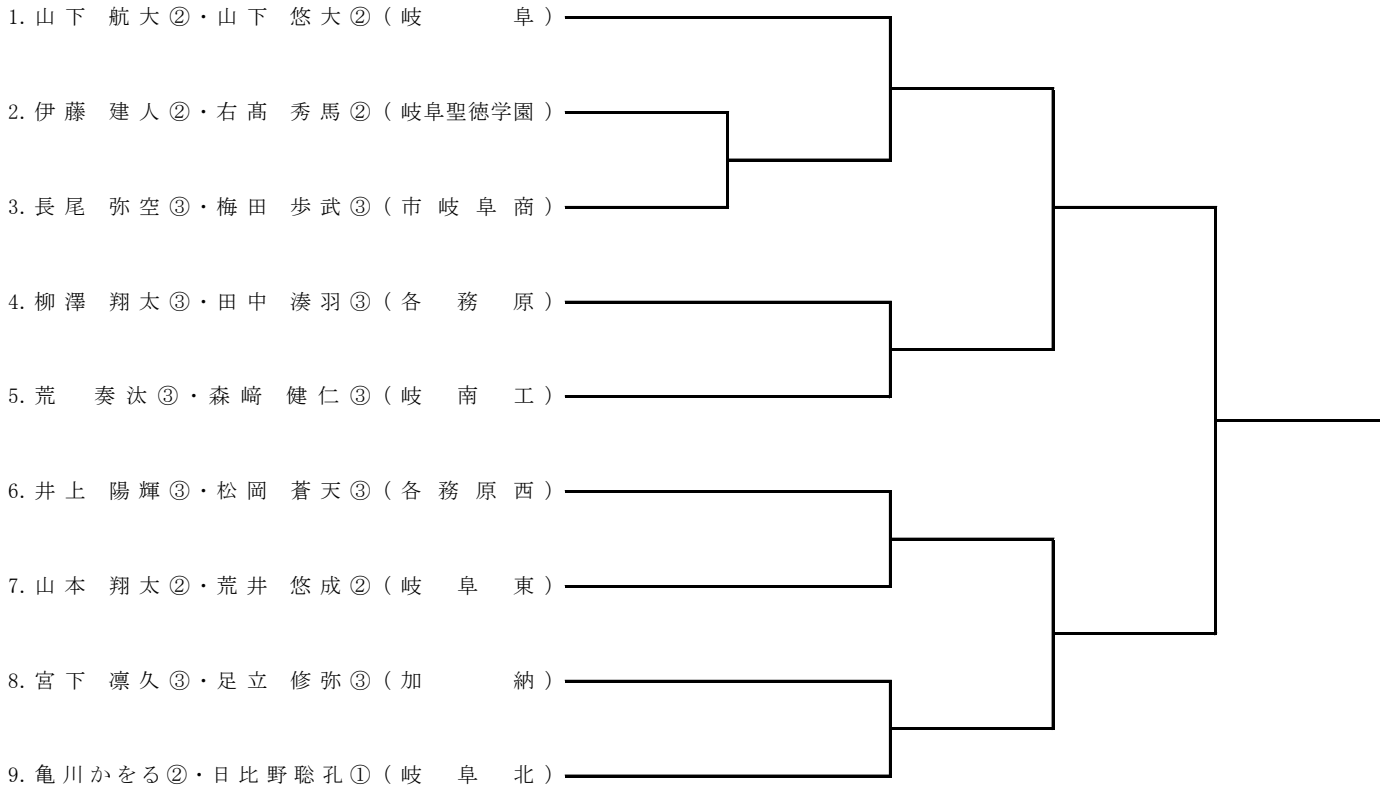 1. 山下 航大②・山下 悠大②（岐 阜）
2. 伊藤 建人②・右髙 秀馬②（岐阜聖徳学園）
3. 長尾 弥空③・梅田 歩武③（市岐阜商）
4. 柳澤 翔太③・田中 湊羽③（各務原）
5. 荒 奏汰③・森﨑 健仁③（岐南工）
6. 井上 陽輝③・松岡 蒼天③（各務原西）
7. 山本 翔太②・荒井 悠成②（岐阜東）
8. 宮下 凛久③・足立 修弥③（加納）
9. 亀川かをる②・日比野聡孔①（岐阜北）